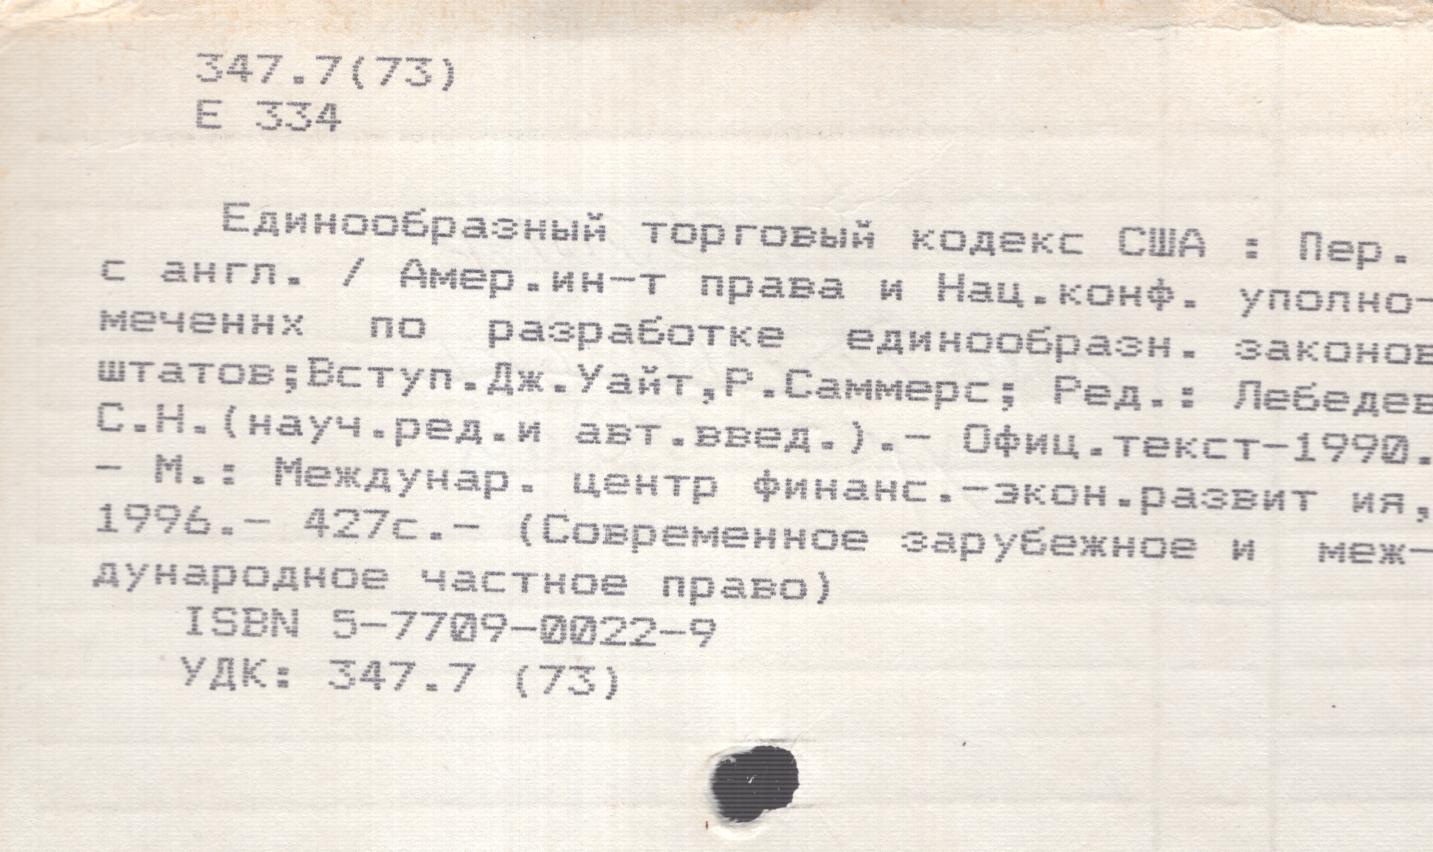 347.7(73)
Е 334
Единообразный торговый кодекс США : Пер.
с англ. / Амер.ин-т права и Нац.конф. уполно-
меченнх по разработке единообразн. законов
штатов;Вступ.Дж.Уайт,Р.Саммерс; Ред.: Лебедев
С.Н.(науч.ред.и авт.введ.).- Офиц.текст-1990.
- М.: Междунар. центр финанс.-экон.развит ия,
1996.- 427с.- (Современное зарубежное и меж-
дународное частное право)
ISBN 5-7709-0022-9
УДК: 347.7 (73)